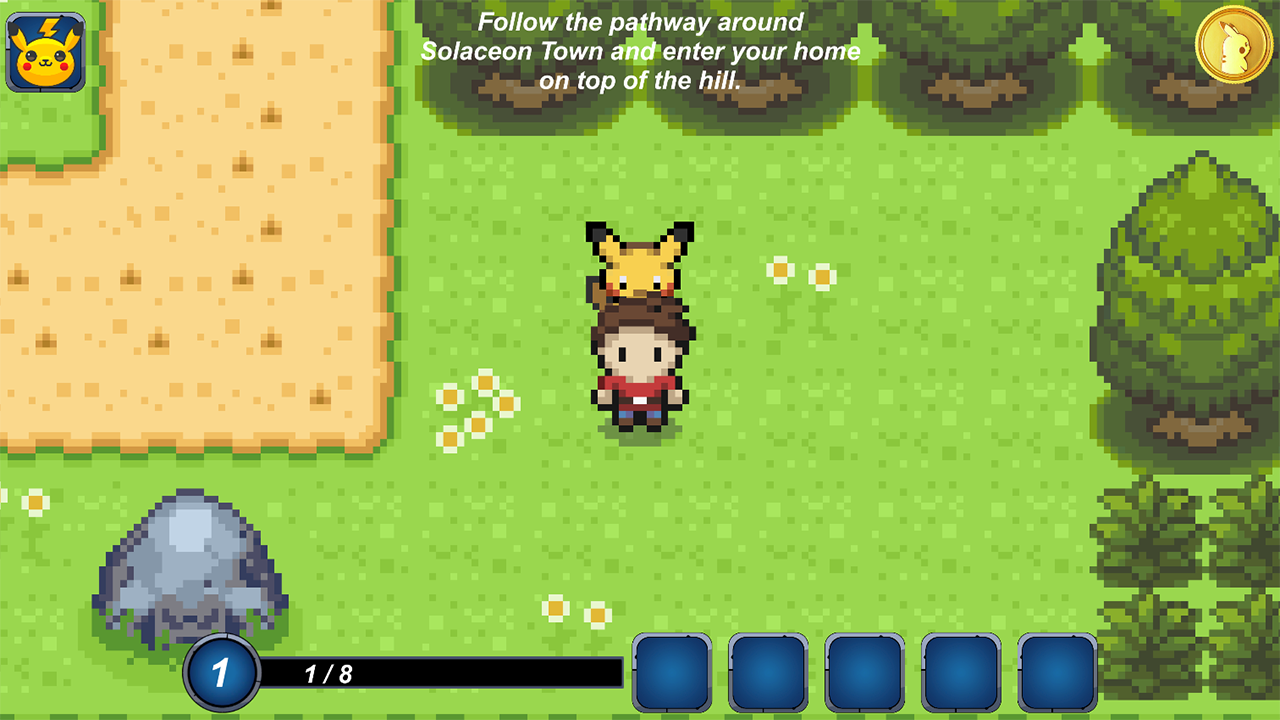 Follow the pathway around
Solaceon Town and enter your home
on top of the hill.
1
1 / 8